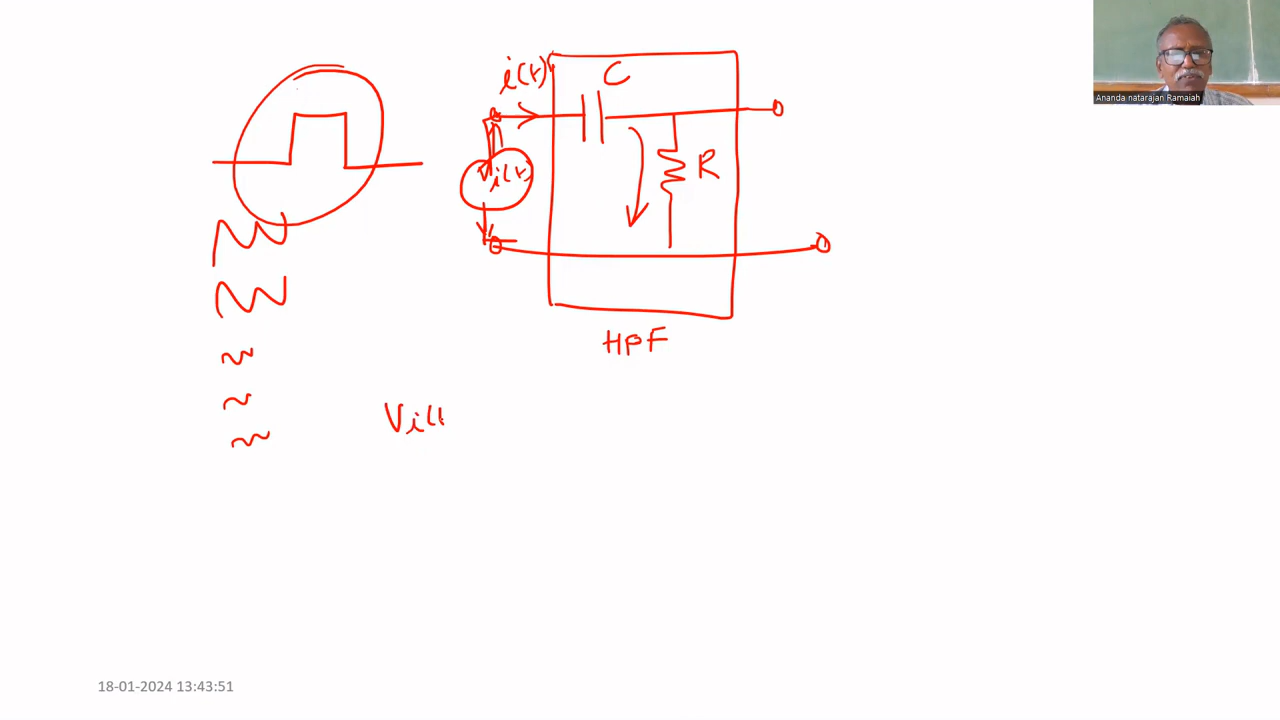 Ananda natarajan Ramaiah
i(t)
C
Vi(t)
R
HPF
Vi(t
18-01-2024 13:43:51